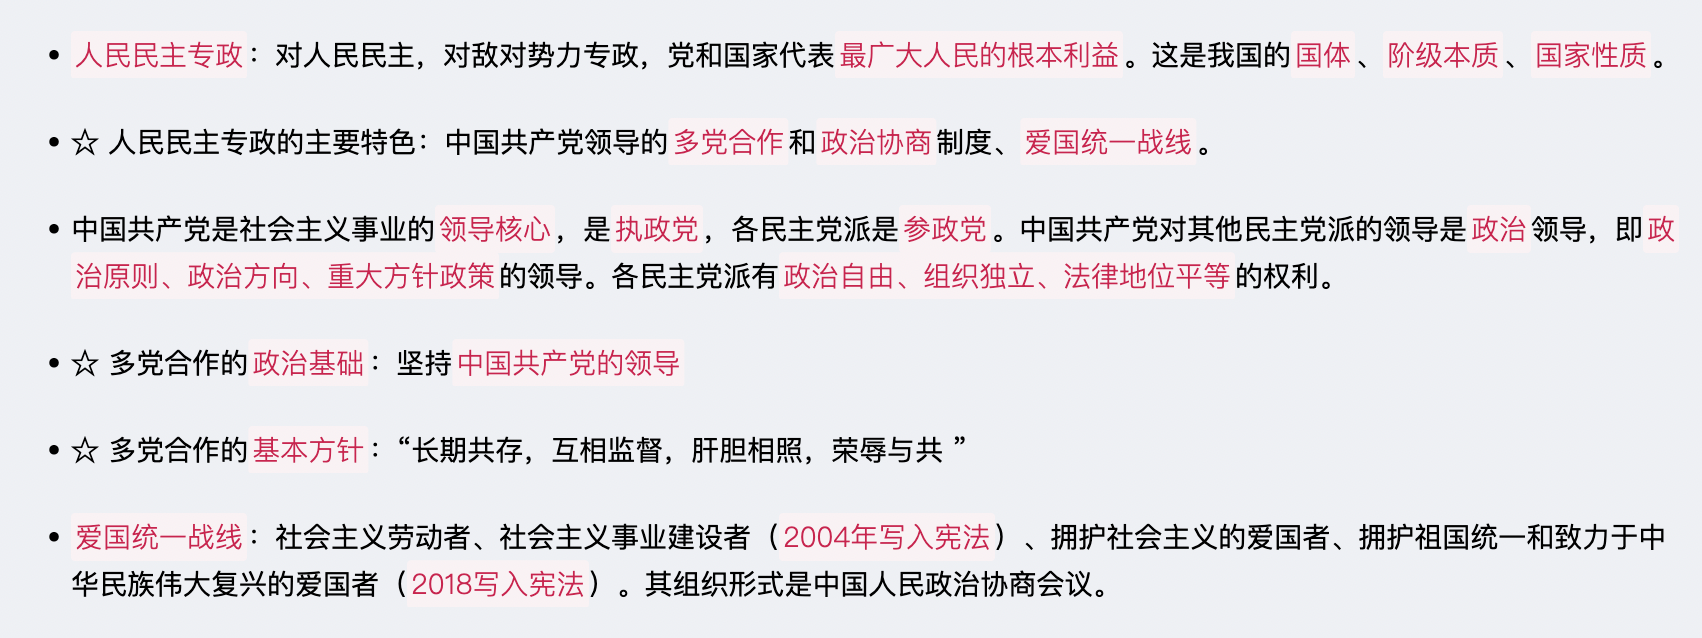 • 人民民主专政：对人民民主，对敌对势力专政，党和国家代表最广大人民的根本利益。这是我国的国体、阶级本质、国家性质。
• ☆ 人民民主专政的主要特色：中国共产党领导的多党合作和政治协商制度、爱国统一战线。
• 中国共产党是社会主义事业的领导核心，是执政党，各民主党派是参政党。中国共产党对其他民主党派的领导是政治领导，即政
治原则、政治方向、重大方针政策的领导。各民主党派有政治自由、组织独立、法律地位平等的权利。
• ☆ 多党合作的政治基础：坚持中国共产党的领导
• ☆ 多党合作的基本方针：“长期共存，互相监督，肝胆相照，荣辱与共 ”
• 爱国统一战线：社会主义劳动者、社会主义事业建设者（2004年写入宪法）、拥护社会主义的爱国者、拥护祖国统一和致力于中
华民族伟大复兴的爱国者（2018写入宪法）。其组织形式是中国人民政治协商会议。